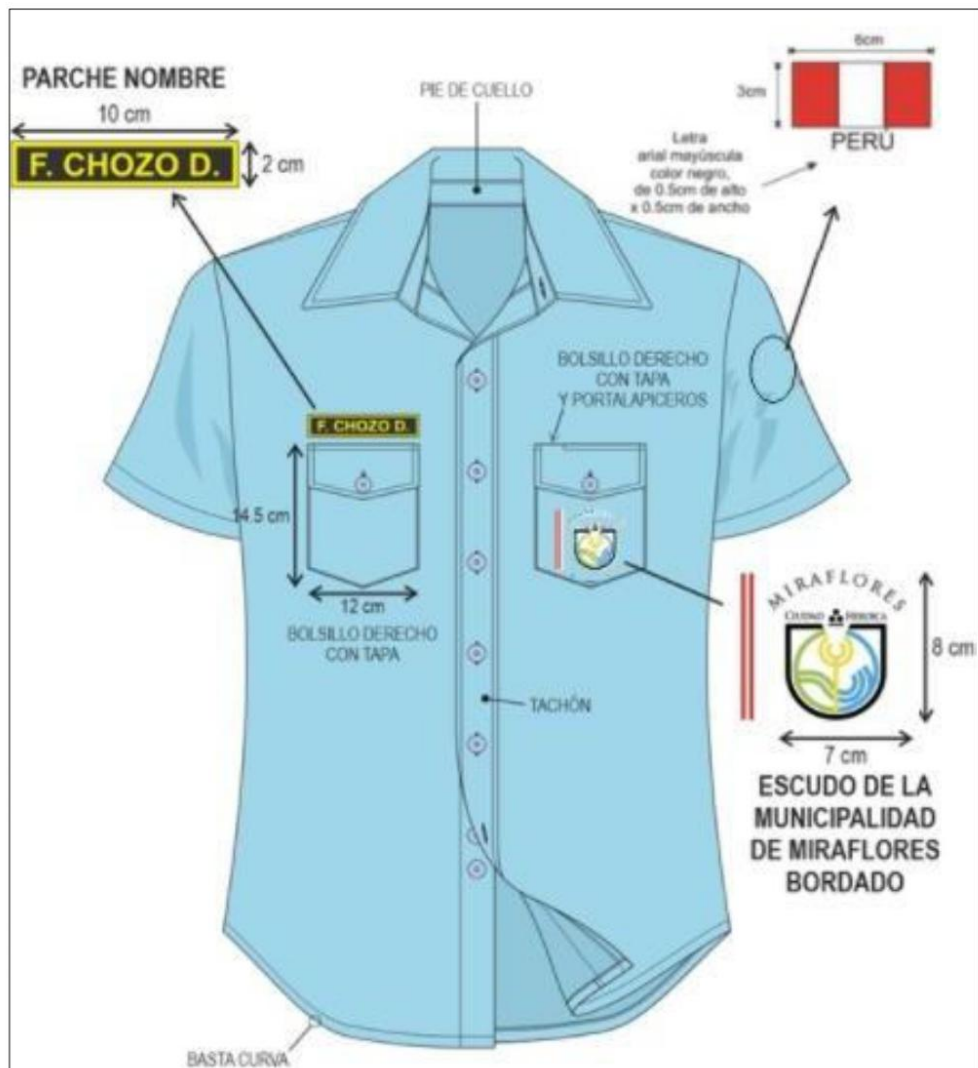 PARCHE NOMBRE
10 cm
F. CHOZO D.
2 cm
PIE DE CUELLO
6cm
3cm
PERÚ
Letra
arial mayúscula
color negro,
de 0.5cm de alto
x 0.5cm de ancho
BOLSILLO DERECHO
CON TAPA
Y PORTALAPICEROS
F. CHOZO D.
14.5 cm
12 cm
BOLSILLO DERECHO
CON TAPA
TACHÓN
MIRAFLORES
CIUDAD HEROICA
8 cm
7 cm
ESCUDO DE LA
MUNICIPALIDAD
DE MIRAFLORES
BORDADO
BASTA CURVA